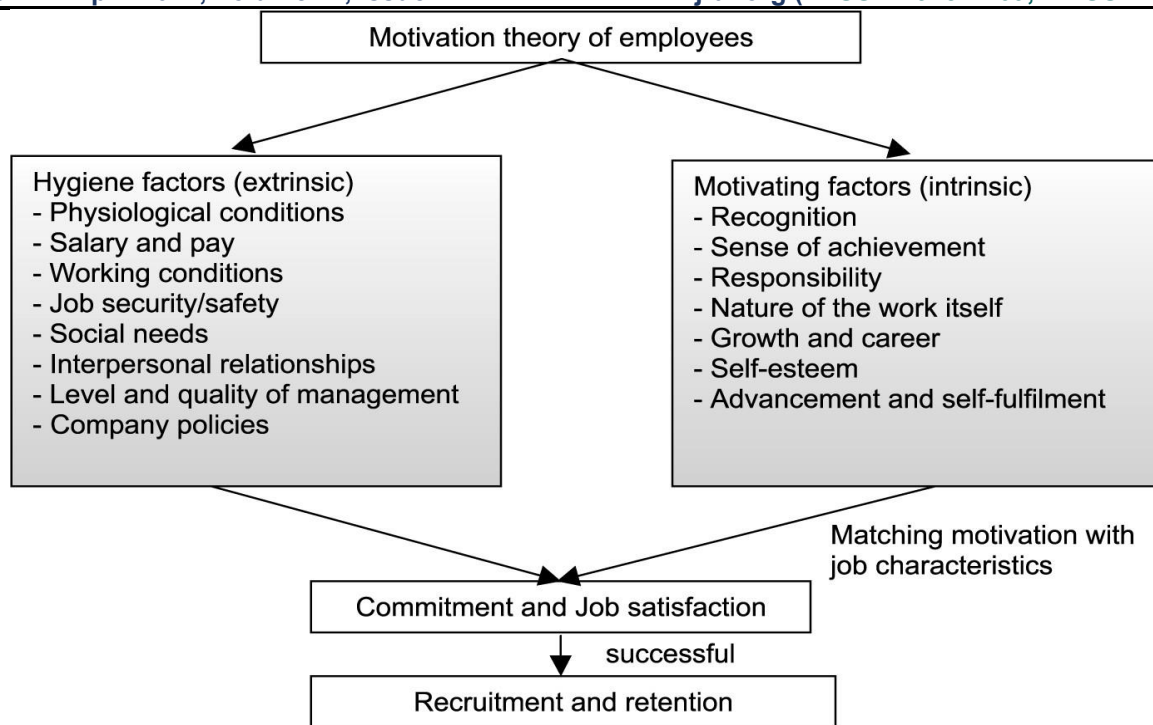 Motivation theory of employees
Hygiene factors (extrinsic)
- Physiological conditions
- Salary and pay
- Working conditions
- Job security/safety
- Social needs
- Interpersonal relationships
- Level and quality of management
- Company policies
Motivating factors (intrinsic)
- Recognition
- Sense of achievement
- Responsibility
- Nature of the work itself
- Growth and career
- Self-esteem
- Advancement and self-fulfilment
Matching motivation with
job characteristics
Commitment and Job satisfaction
successful
Recruitment and retention